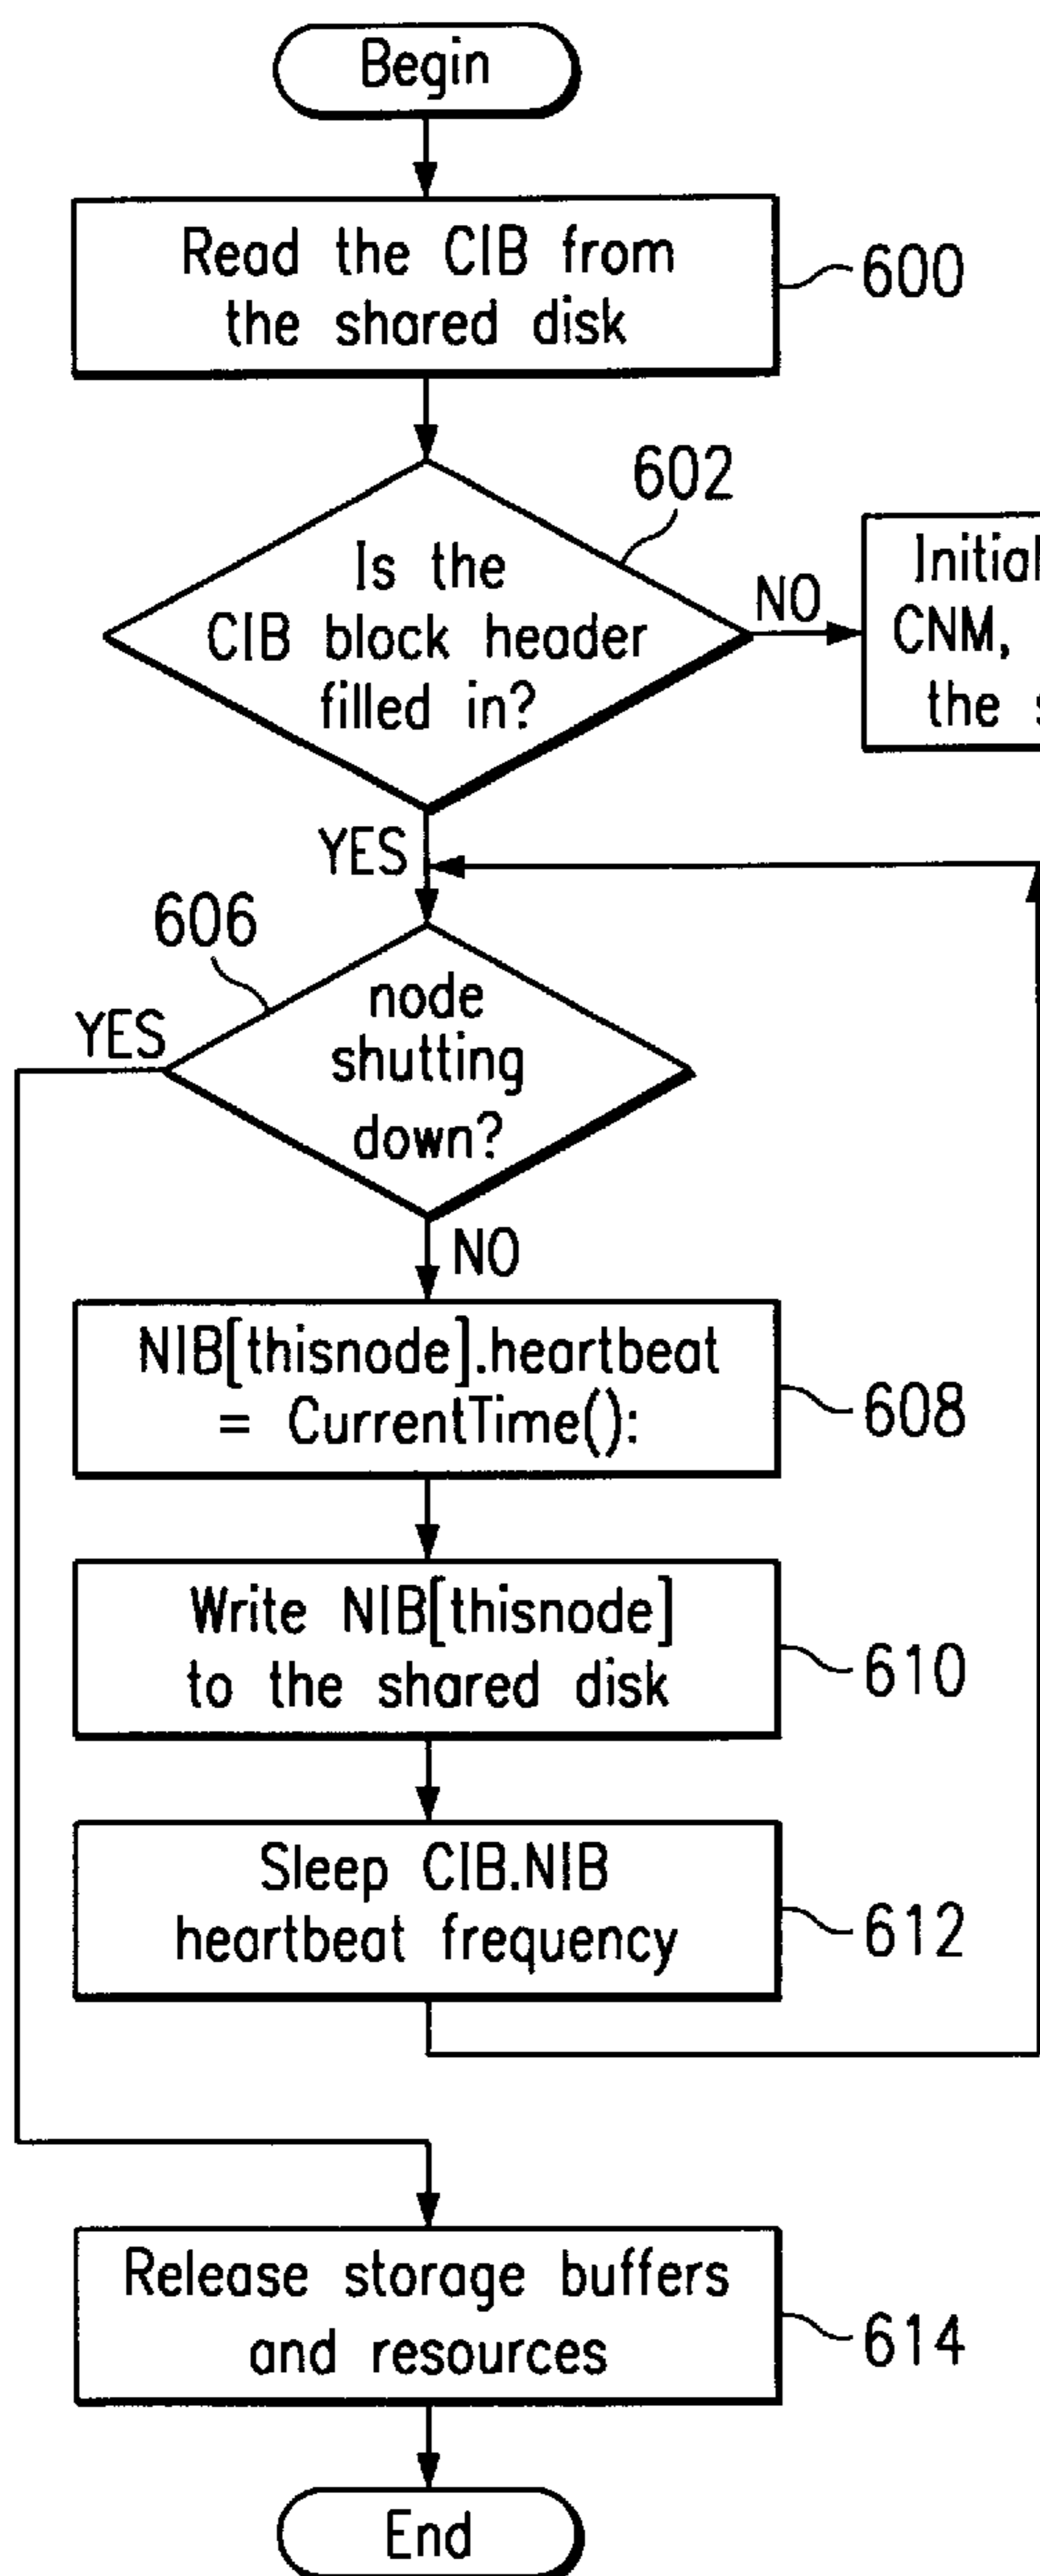 Begin
Read the CIB from
the shared disk
600
602
Is the
CIB block header
filled in?
NO
CNM,
the
YES
606
YES
node
shutting
down?
NO
NIB[thisnode].heartbeat
= CurrentTime():
608
Write NIB[thisnode]
to the shared disk
610
Sleep CIB.NIB
heartbeat frequency
612
Release storage buffers
and resources
614
End